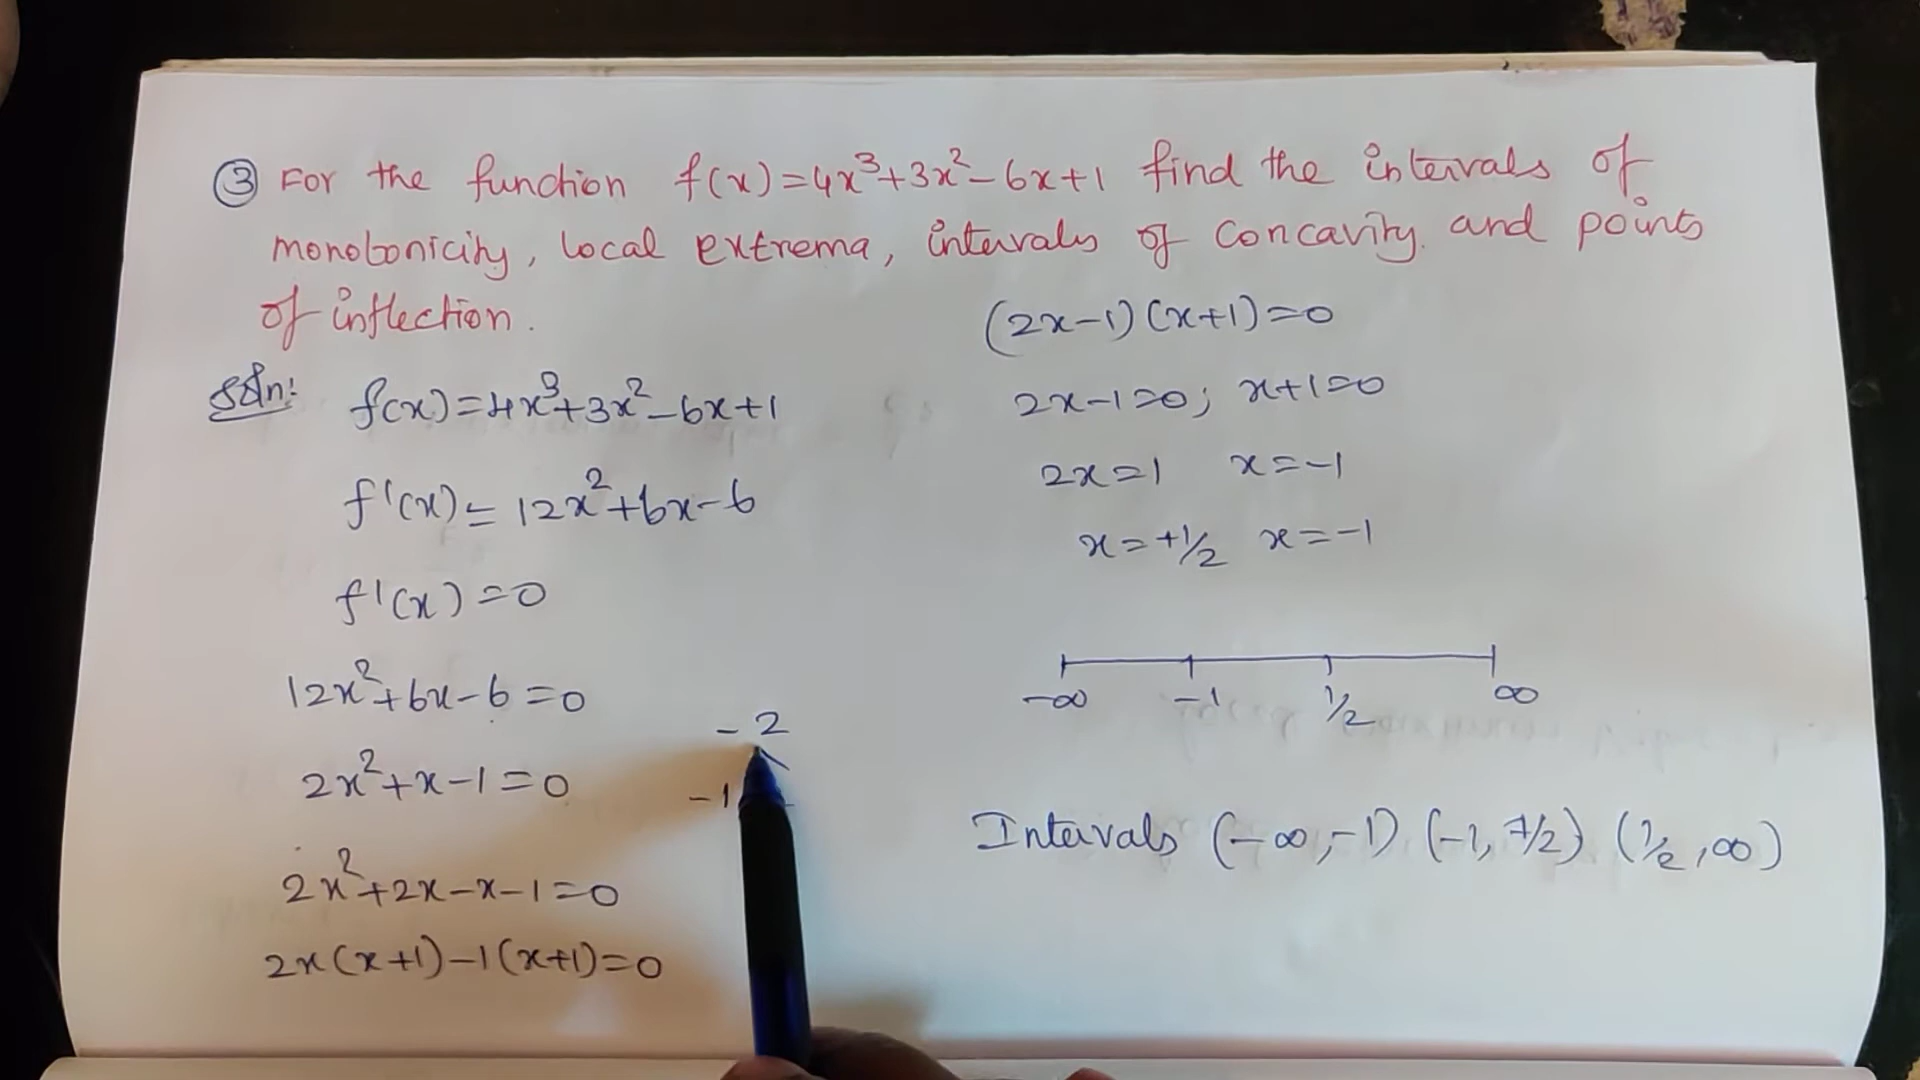 ③ For the function f(x)=4x³+3x²-6x+1 find the intervals of
monotonicity, local extrema, intervals of concavity and points
of inflection.
Soln: f(x)=4x³+3x²-6x+1
f'(x)=12x²+6x-6
f'(x)=0
12x²+6x-6=0
2x²+x-1=0
2x²+2x-x-1=0
2x(x+1)-1(x+1)=0
-2
-1
(2x-1)(x+1)=0
2x-1=0; x+1=0
2x=1 x=-1
x=+1/2 x=-1
-∞ -1 1/2 ∞
Intervals (-∞,-1) (-1, 1/2) (1/2,∞)